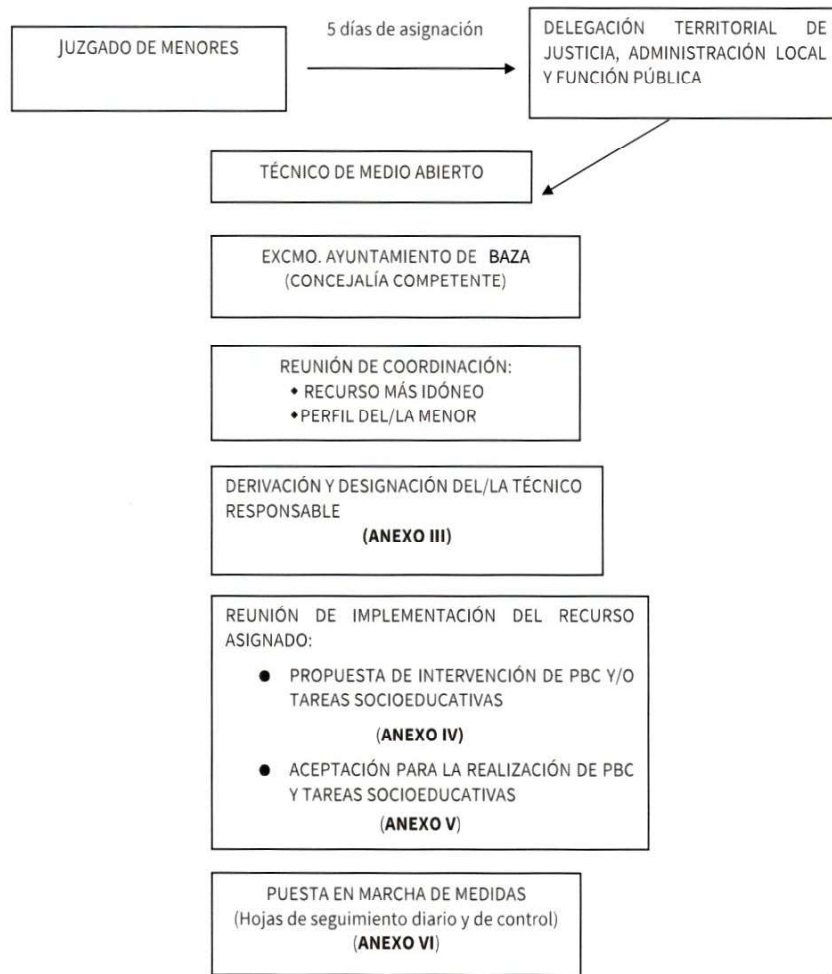 JUZGADO DE MENORES
5 días de asignación
DELEGACIÓN TERRITORIAL DE
JUSTICIA, ADMINISTRACIÓN LOCAL
Y FUNCIÓN PÚBLICA
TÉCNICO DE MEDIO ABIERTO
EXCMO. AYUNTAMIENTO DE BAZA
(CONCEJALÍA COMPETENTE)
REUNIÓN DE COORDINACIÓN:
• RECURSO MÁS IDÓNEO
• PERFIL DEL/LA MENOR
DERIVACIÓN Y DESIGNACIÓN DEL/LA TÉCNICO
RESPONSABLE
(ANEXO III)
REUNIÓN DE IMPLEMENTACIÓN DEL RECURSO
ASIGNADO:
● PROPUESTA DE INTERVENCIÓN DE PBC Y/O
TAREAS SOCIOEDUCATIVAS
(ANEXO IV)
● ACEPTACIÓN PARA LA REALIZACIÓN DE PBC
Y TAREAS SOCIOEDUCATIVAS
(ANEXO V)
PUESTA EN MARCHA DE MEDIDAS
(Hojas de seguimiento diario y de control)
(ANEXO VI)